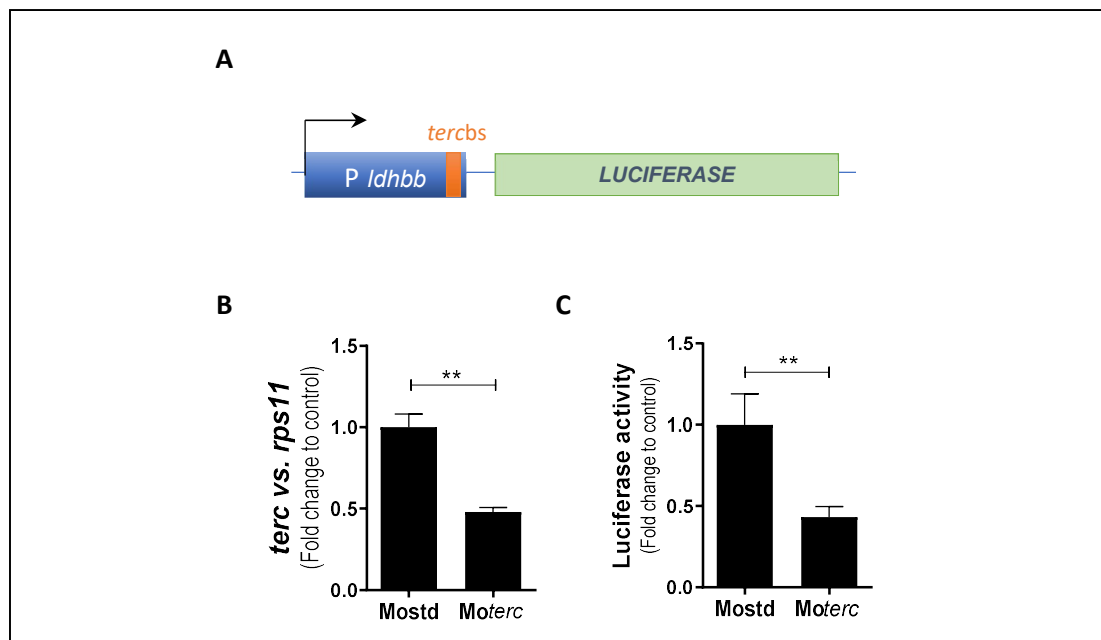 A
tercbs
P ldhbb
LUCIFERASE
B
terc vs. rps11
(Fold change to control)
1.5
1.0
0.5
0.0
**
Mostd Moterc
C
Luciferase activity
(Fold change to control)
1.5
1.0
0.5
0.0
**
Mostd Moterc